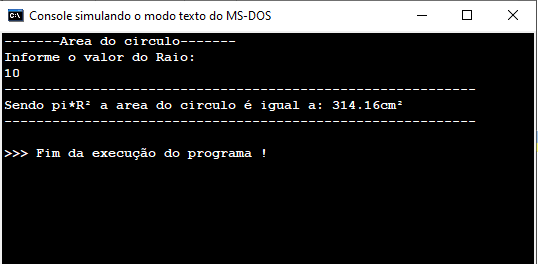 Console simulando o modo texto do MS-DOS
-------Area do circulo-------
Informe o valor do Raio:
10
------------------------------------------------------------
Sendo pi*R² a area do circulo é igual a: 314.16cm²
------------------------------------------------------------
>>> Fim da execução do programa !